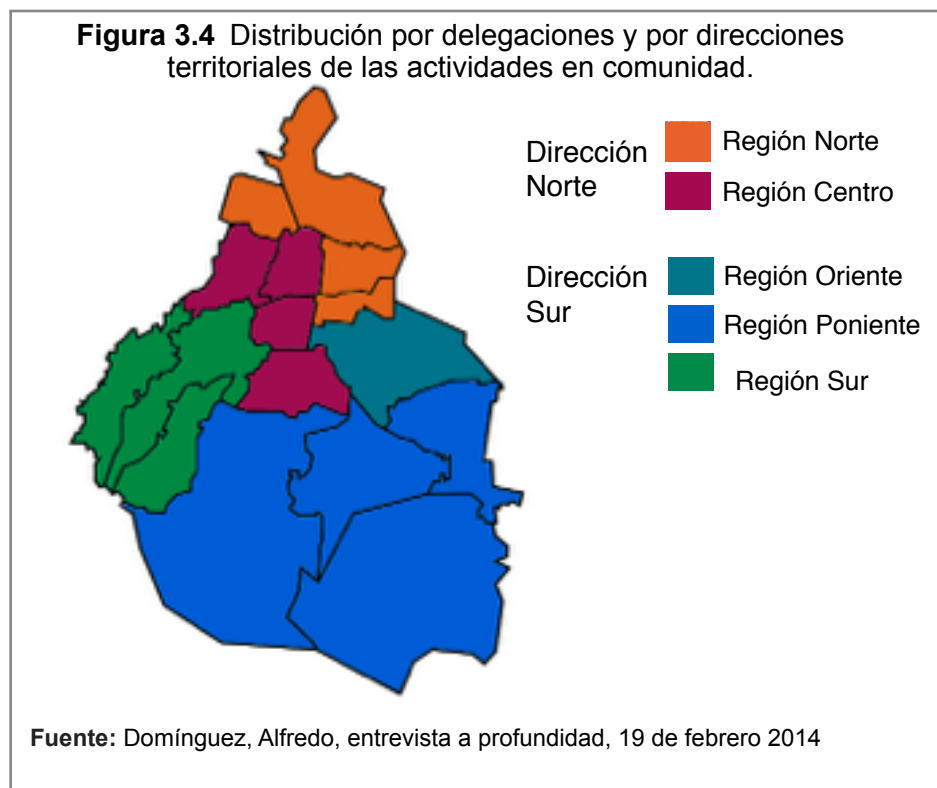 Figura 3.4 Distribución por delegaciones y por direcciones
territoriales de las actividades en comunidad.
Dirección
Norte
Región Norte
Región Centro
Dirección
Sur
Región Oriente
Región Poniente
Región Sur
Fuente: Domínguez, Alfredo, entrevista a profundidad, 19 de febrero 2014